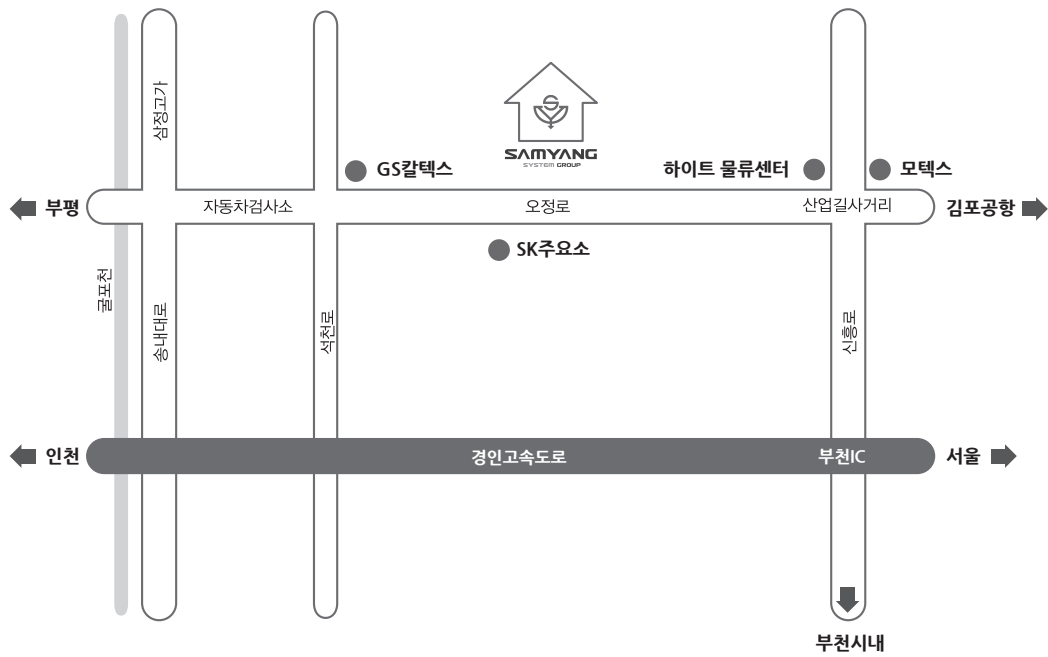 삼정고가
SAMYANG
SYSTEM GROUP
GS칼텍스
하이트 물류센터
모텍스
부평
자동차검사소
오정로
산업길사거리
김포공항
SK주요소
굴포천
송내대로
석천로
신흥로
인천
경인고속도로
부천IC
서울
부천시내